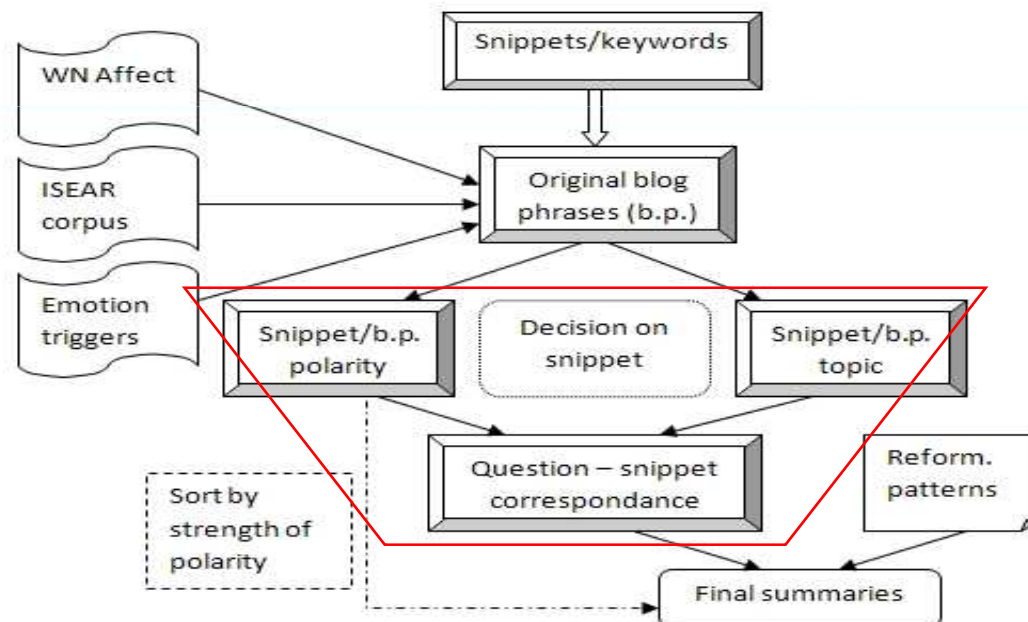 Snippets/keywords
WN Affect
ISEAR
corpus
Original blog
phrases (b.p.)
Emotion
triggers
Snippet/b.p.
polarity
Decision on
snippet
Snippet/b.p.
topic
Question – snippet
correspondance
Reform.
patterns
Sort by
strength of
polarity
Final summaries